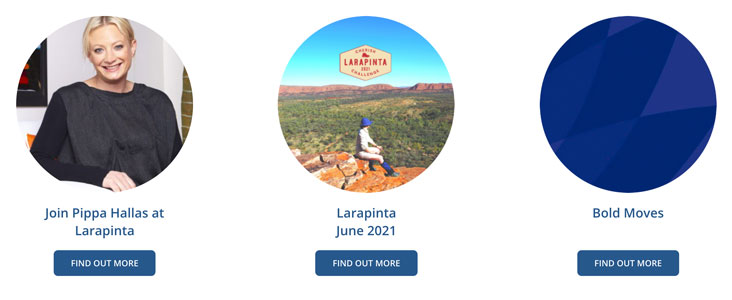 CURIOSA
LARAPINTA
2021
CHALLENGE
Join Pippa Hallas at
Larapinta
FIND OUT MORE
Larapinta
June 2021
FIND OUT MORE
Bold Moves
FIND OUT MORE